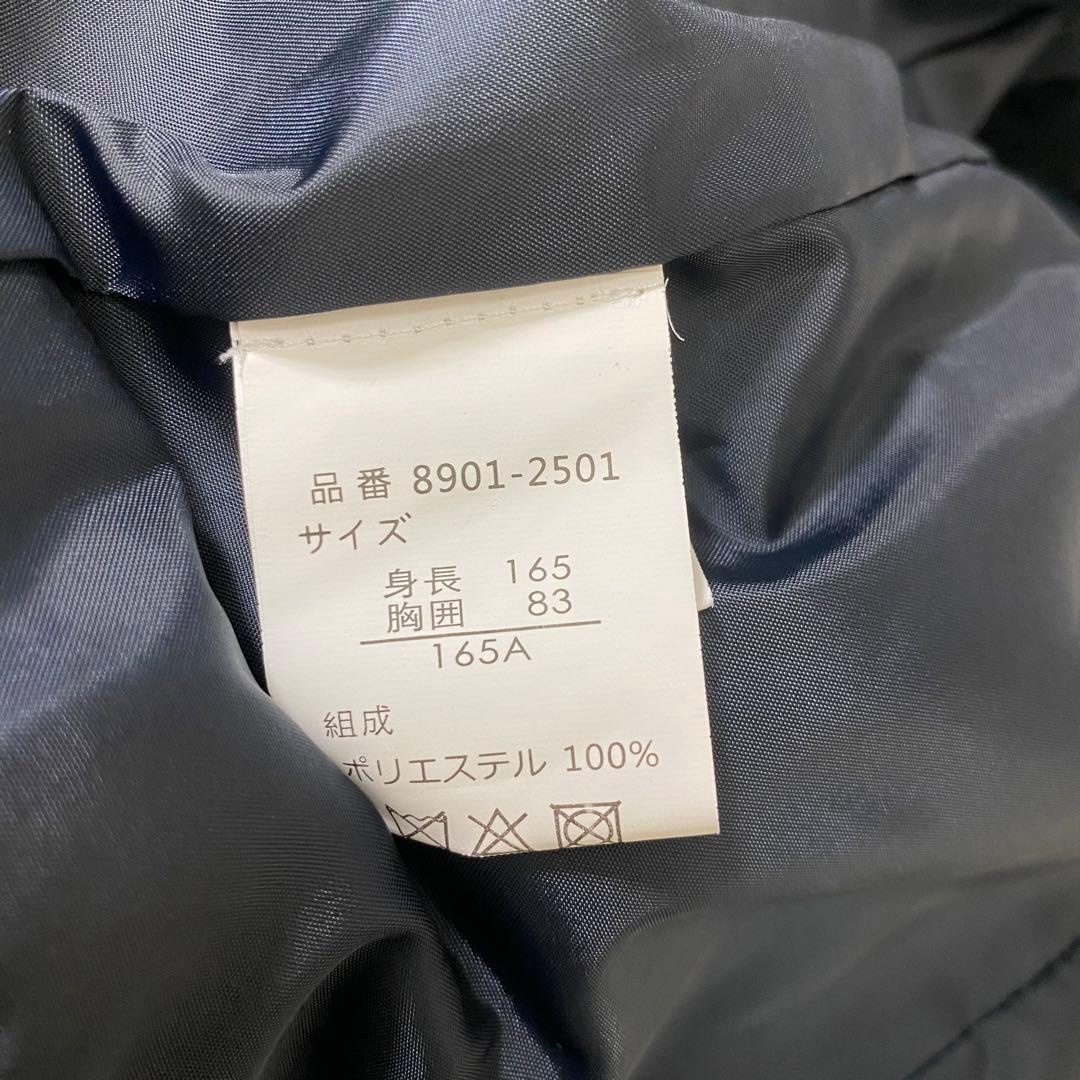 品番 8901-2501
サイズ
身長 165
胸囲 83
165A
組成
ポリエステル 100%